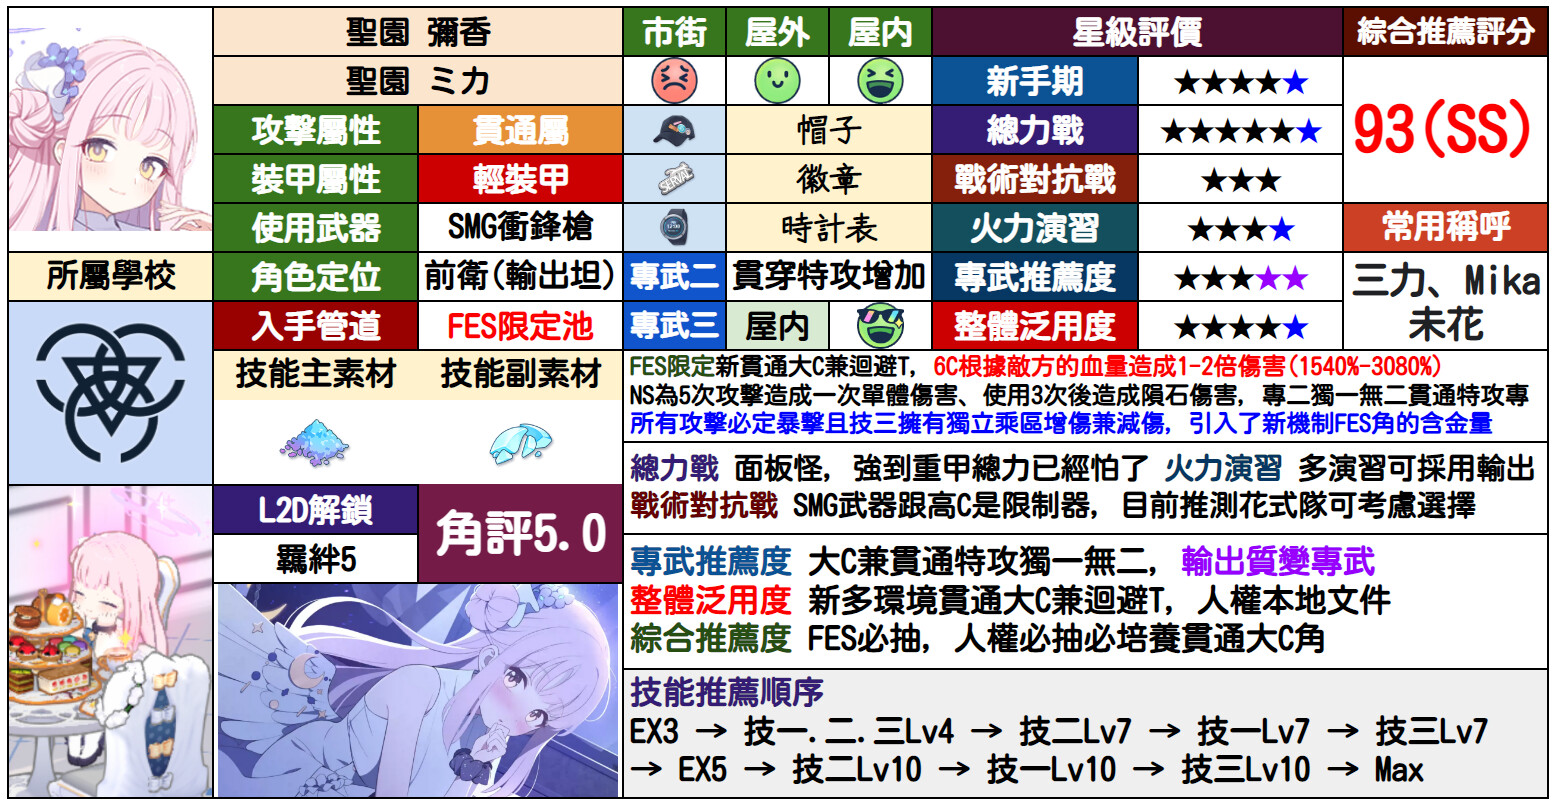 聖園 彌香
聖園 ミカ
攻擊屬性 貫通屬
裝甲屬性 輕裝甲
使用武器 SMG衝鋒槍
角色定位 前衛(輸出坦)
入手管道 FES限定池
所屬學校
技能主素材 技能副素材
L2D解鎖
羈絆5
角評5.0
市街 屋外 屋内
帽子
SERVAL
徽章
時計表
專武二 貫穿特攻增加
專武三 屋内
星級評價
新手期 ★★★★★
總力戰 ★★★★★★
戰術對抗戰 ★★★
火力演習 ★★★★
專武推薦度 ★★★★★
整體泛用度 ★★★★★
綜合推薦評分
93(SS)
常用稱呼
三力、Mika
未花
FES限定新貫通大C兼迴避T, 6C根據敵方的血量造成1-2倍傷害(1540%-3080%)
NS為5次攻擊造成一次單體傷害、使用3次後造成隕石傷害, 專二獨一無二貫通特攻專
所有攻擊必定暴擊且技三擁有獨立乘區增傷兼減傷, 引入了新機制FES角的含金量
總力戰 面板怪, 強到重甲總力已經怕了 火力演習 多演習可採用輸出
戰術對抗戰 SMG武器跟高C是限制器, 目前推測花式隊可考慮選擇
專武推薦度 大C兼貫通特攻獨一無二, 輸出質變專武
整體泛用度 新多環境貫通大C兼迴避T, 人權本地文件
綜合推薦度 FES必抽, 人權必抽必培養貫通大C角
技能推薦順序
EX3 → 技一.二.三Lv4 → 技二Lv7 → 技一Lv7 → 技三Lv7
→ EX5 → 技二Lv10 → 技一Lv10 → 技三Lv10 → Max